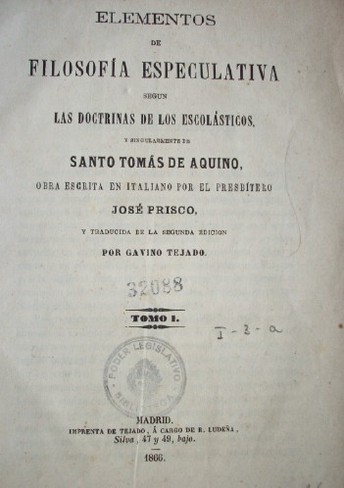 ELEMENTOS
DE
FILOSOFÍA ESPECULATIVA
SEGUN
LAS DOCTRINAS DE LOS ESCOLÁSTICOS,
Y SINGULARMENTE DE
SANTO TOMÁS DE AQUINO,
OBRA ESCRITA EN ITALIANO POR EL PRESBÍTERO
JOSÉ PRISCO,
Y TRADUCIDA DE LA SEGUNDA EDICION
POR GAVINO TEJADO.
32088
TOMO I.
I-2-a
PODER LEGISLATIVO
BIBLIOTECA
MADRID.
IMPRENTA DE TEJADO, Á CARGO DE R. LUDEÑA,
Silva, 47 y 49, bajo.
1866.